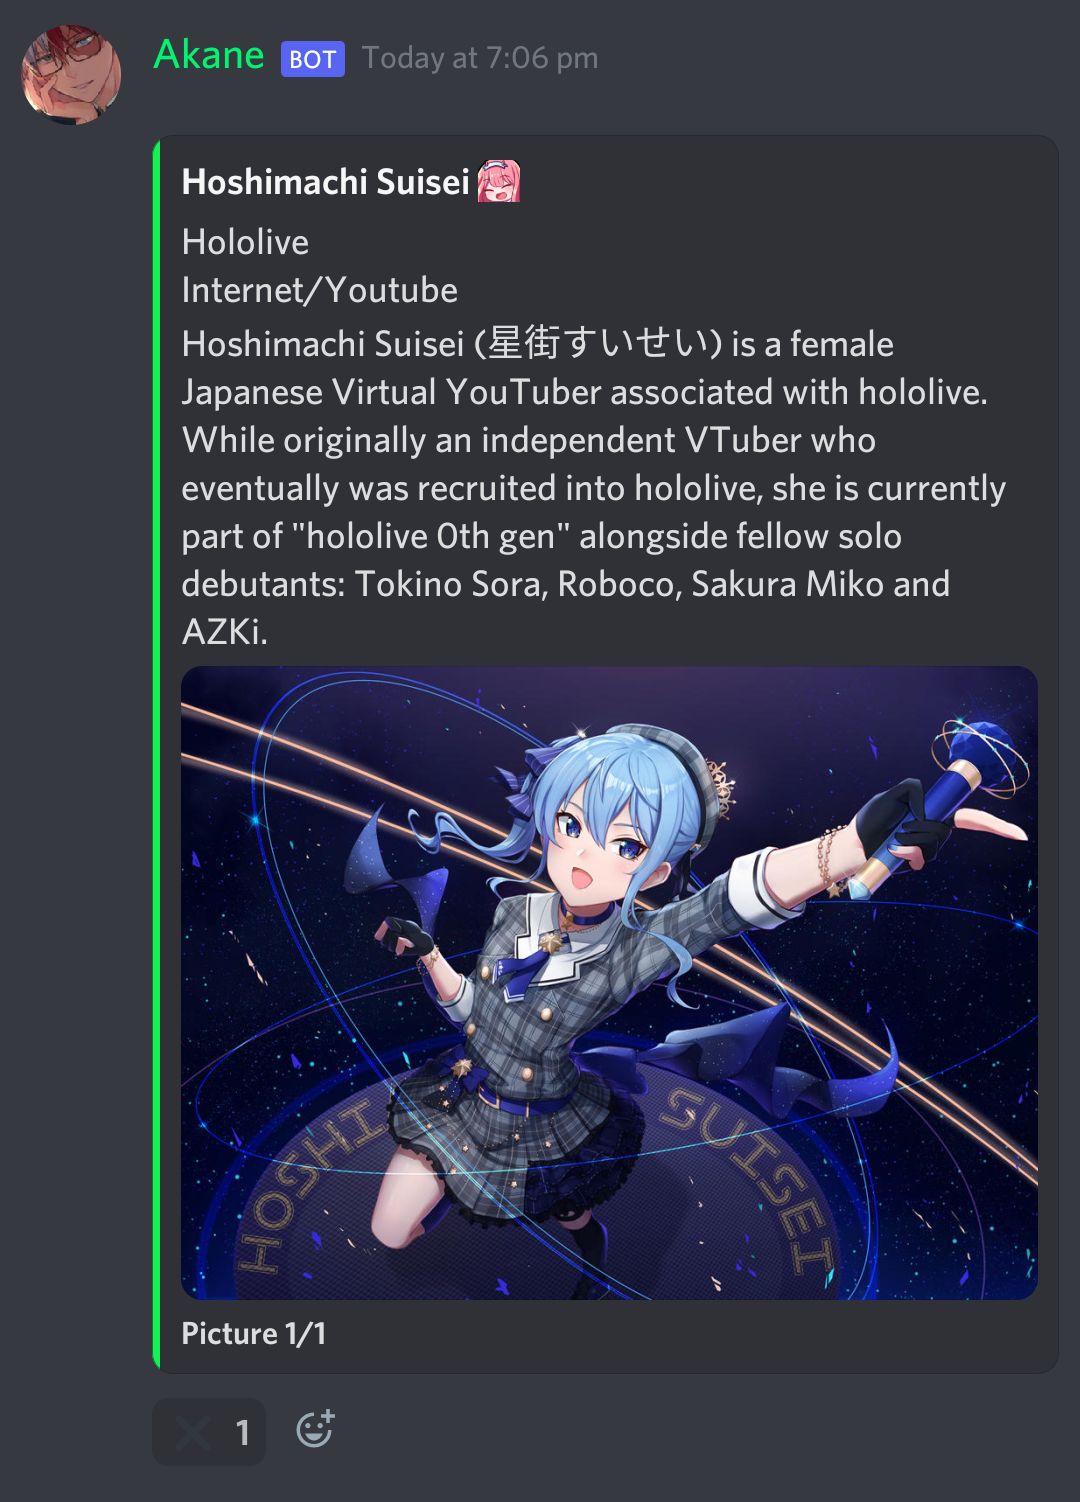 Akane BOT Today at 7:06 pm
Hoshimachi Suisei
Hololive
Internet/Youtube
Hoshimachi Suisei (星街すいせい) is a female
Japanese Virtual YouTuber associated with hololive.
While originally an independent VTuber who
eventually was recruited into hololive, she is currently
part of "hololive 0th gen" alongside fellow solo
debutants: Tokino Sora, Roboco, Sakura Miko and
AZKi.
HOSHI SUISEI
Picture 1/1
1